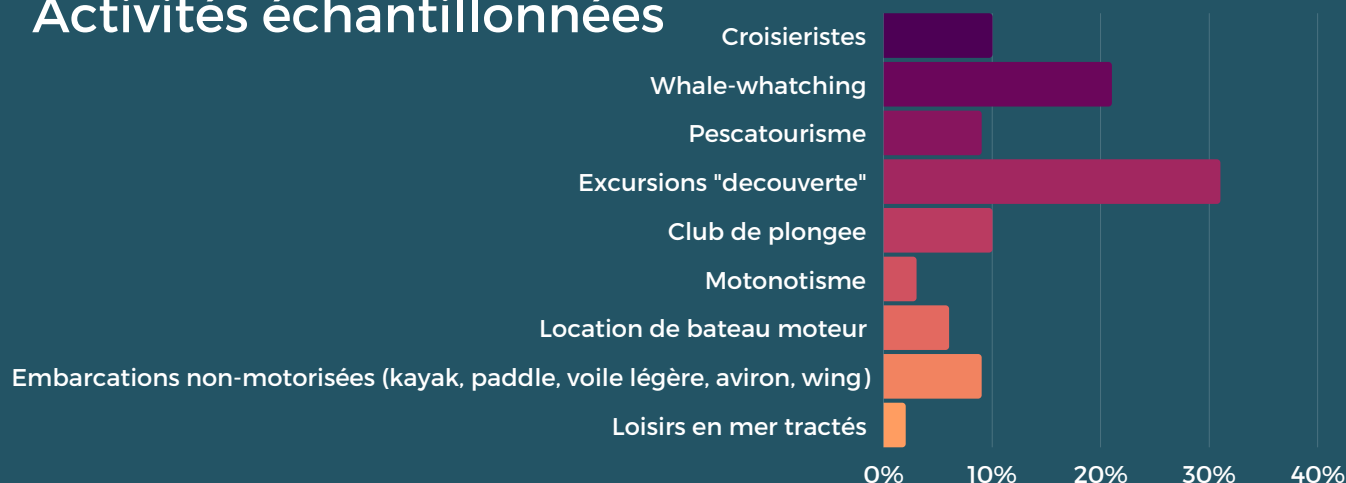 Activités échantillonnées
Croisieristes
Whale-whatching
Pescatourisme
Excursions "decouverte"
Club de plongee
Motonotisme
Location de bateau moteur
Embarcations non-motorisées (kayak, paddle, voile légère, aviron, wing)
Loisirs en mer tractés
0% 10% 20% 30% 40%